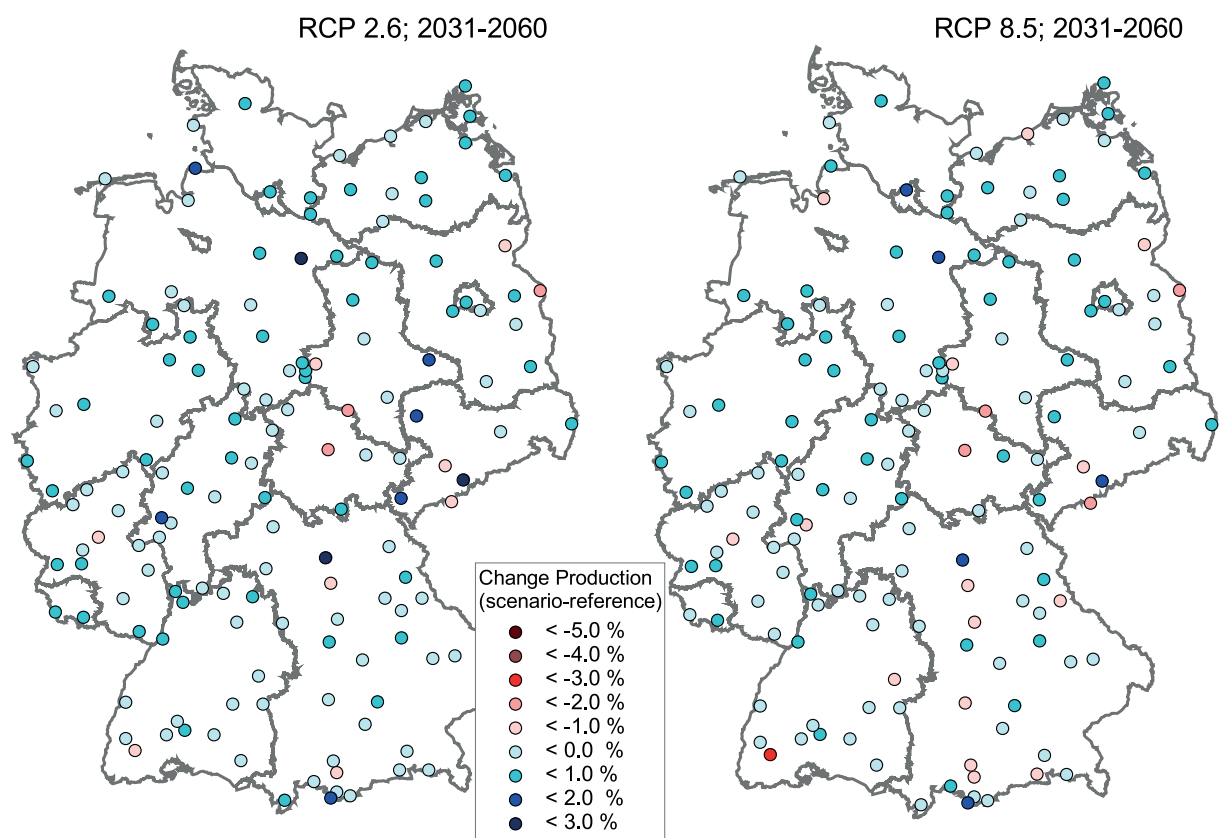 RCP 2.6; 2031-2060
RCP 8.5; 2031-2060
Change Production
(scenario-reference)
< -5.0 %
< -4.0 %
< -3.0 %
< -2.0 %
< -1.0 %
< 0.0 %
< 1.0 %
< 2.0 %
< 3.0 %